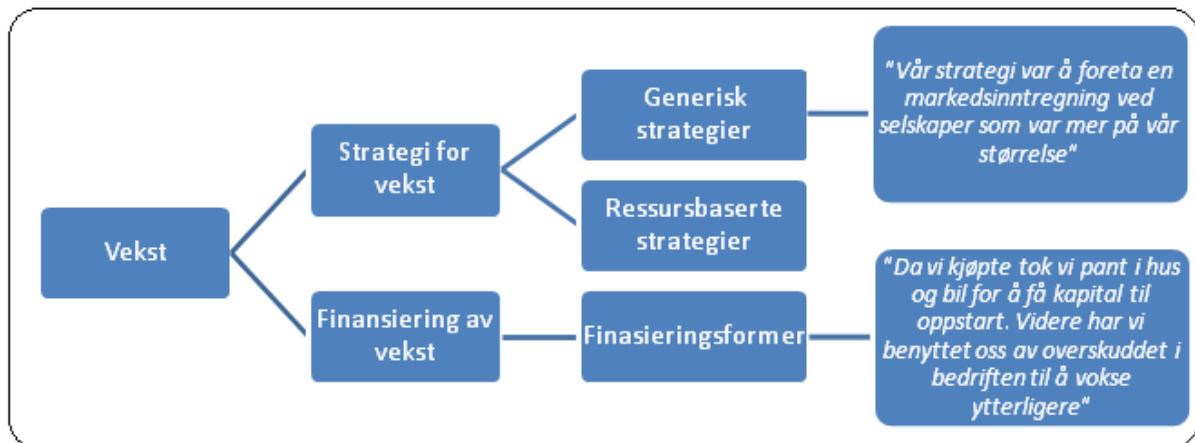 Vekst
Strategi for
vekst
Finansiering av
vekst
Generisk
strategier
Ressursbaserte
strategier
Finasieringsformer
"Vår strategi var å foreta en
markedsinntregning ved
selskaper som var mer på vår
størrelse"
"Da vi kjøpte tok vi pant i hus
og bil for å få kapital til
oppstart. Videre har vi
benyttet oss av overskuddet i
bedriften til å vokse
ytterligere"